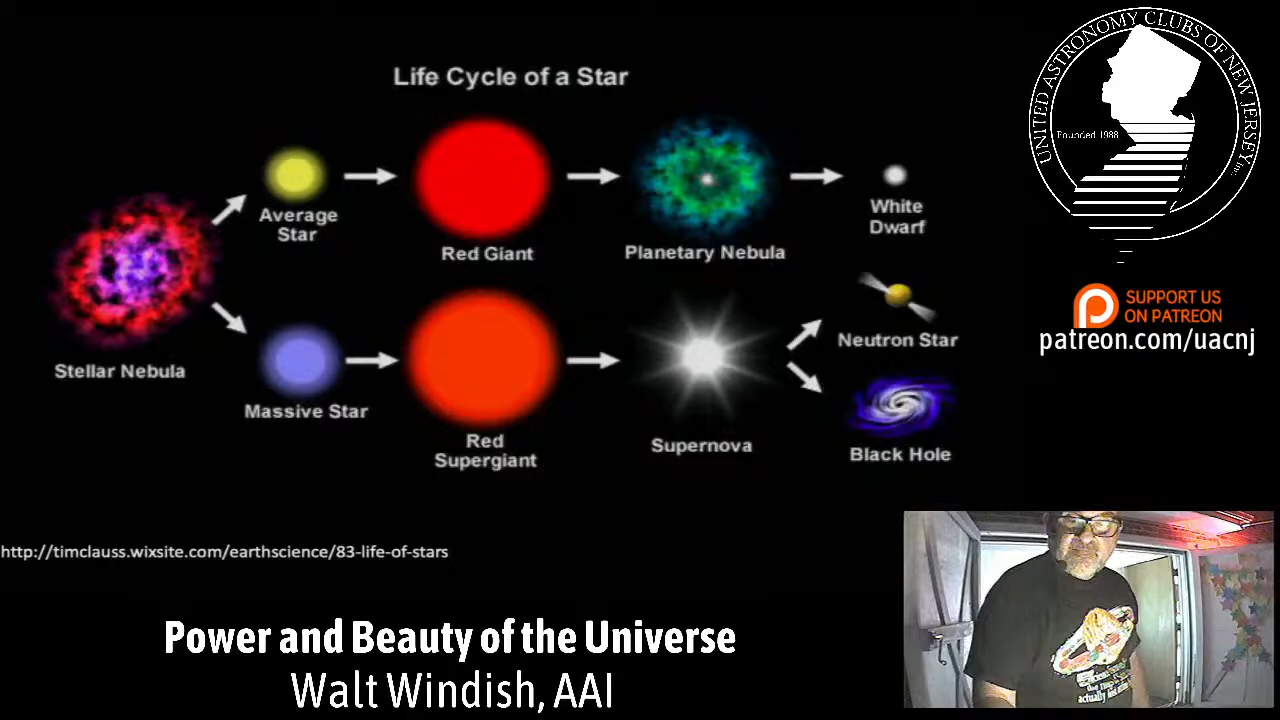 Life Cycle of a Star
Average
Star
Red Giant
Planetary Nebula
White
Dwarf
Stellar Nebula
Massive Star
Red
Supergiant
Supernova
Neutron Star
Black Hole
http://timclauss.wixsite.com/earthscience/83-life-of-stars
Power and Beauty of the Universe
Walt Windish, AAI
UNITED ASTRONOMY CLUBS OF NEW JERSEY, Inc.
Founded 1988
SUPPORT US
ON PATREON
patreon.com/uacnj
actually